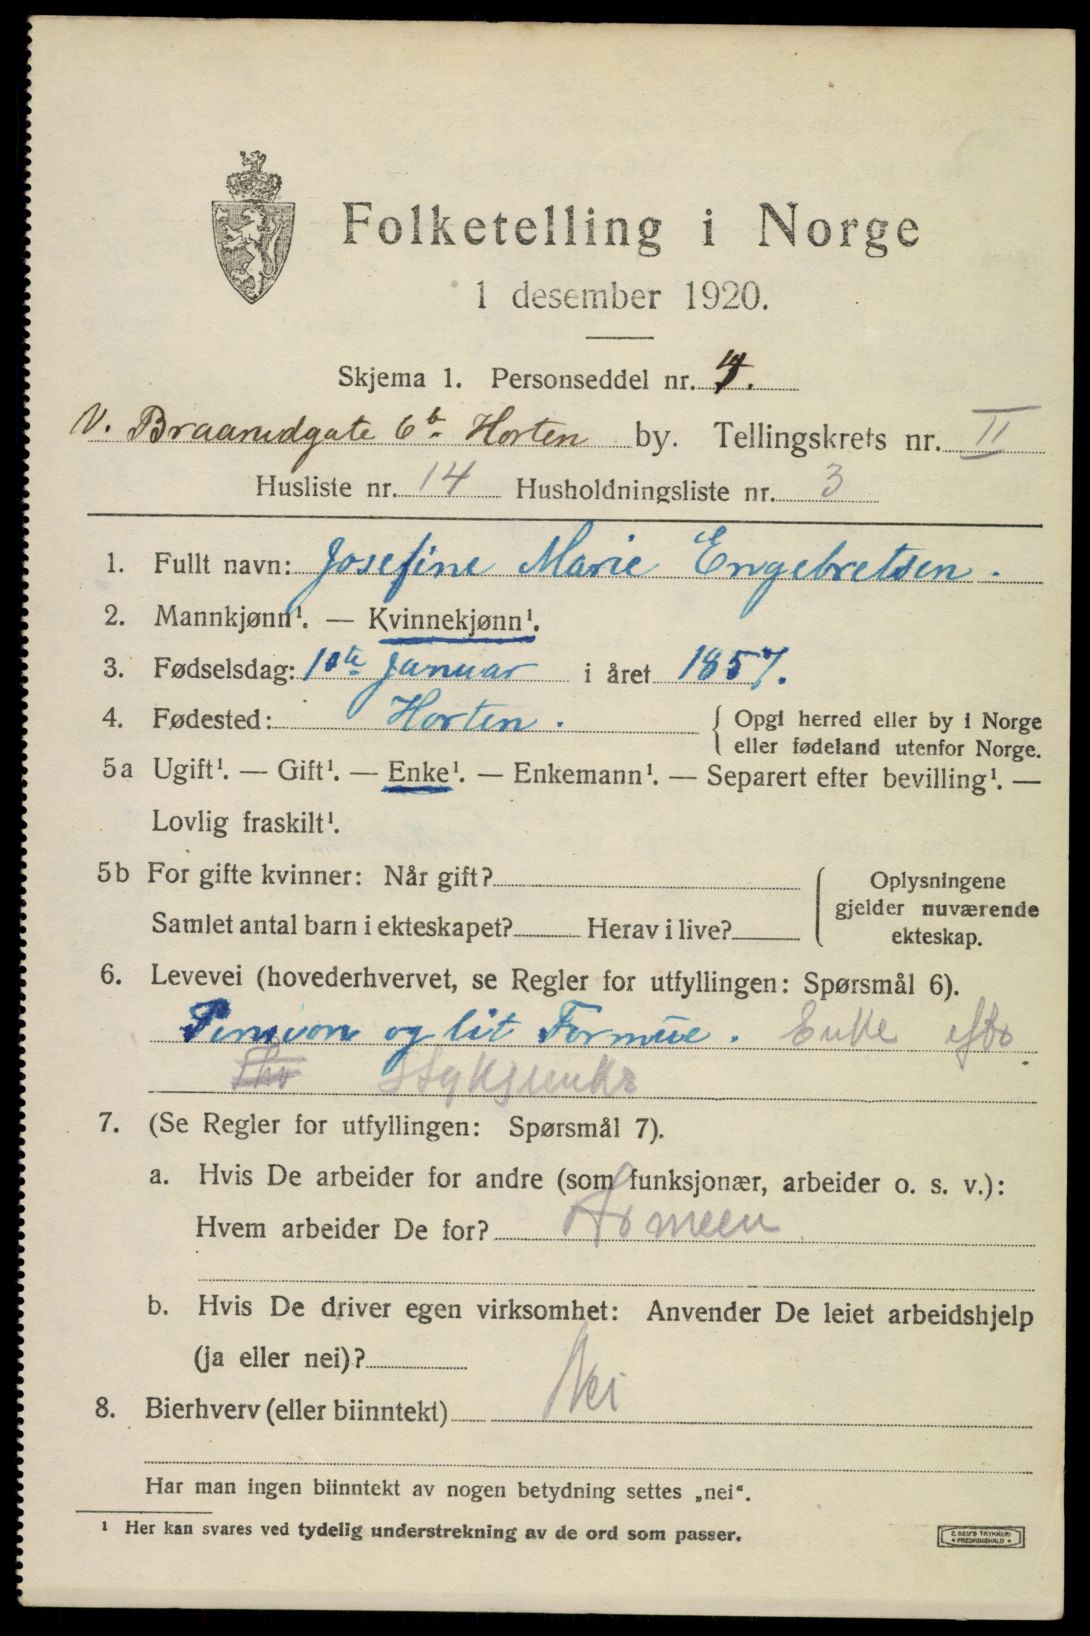 Folketelling i Norge
1 desember 1920.
Skjema 1. Personseddel nr. 4.
V. Braarudgate 6b Horten by. Tellingskrets nr. II
Husliste nr. 14 Husholdningsliste nr. 3
1. Fullt navn: Josefine Marie Engebretsen.
2. Mannkjønn¹. — Kvinnekjønn¹.
3. Fødselsdag: 10de Januar i året 1857.
4. Fødested: Horten. { Opgi herred eller by i Norge
eller fødeland utenfor Norge.
5a Ugift¹. — Gift¹. — Enke¹. — Enkemann¹. — Separert efter bevilling¹. —
Lovlig fraskilt¹.
5b For gifte kvinner: Når gift?
Samlet antal barn i ekteskapet? Herav i live?
Oplysningene
gjelder nuværende
ekteskap.
6. Levevei (hovederhvervet, se Regler for utfyllingen: Spørsmål 6).
Pension og lit Formue. Enke eftr
Stykjunkr
7. (Se Regler for utfyllingen: Spørsmål 7).
a. Hvis De arbeider for andre (som funksjonær, arbeider o. s. v.):
Hvem arbeider De for? Armeen
b. Hvis De driver egen virksomhet: Anvender De leiet arbeidshjelp
(ja eller nei)?
8. Bierhverv (eller biinntekt) Nei
Har man ingen biinntekt av nogen betydning settes „nei“.
¹ Her kan svares ved tydelig understrekning av de ord som passer.